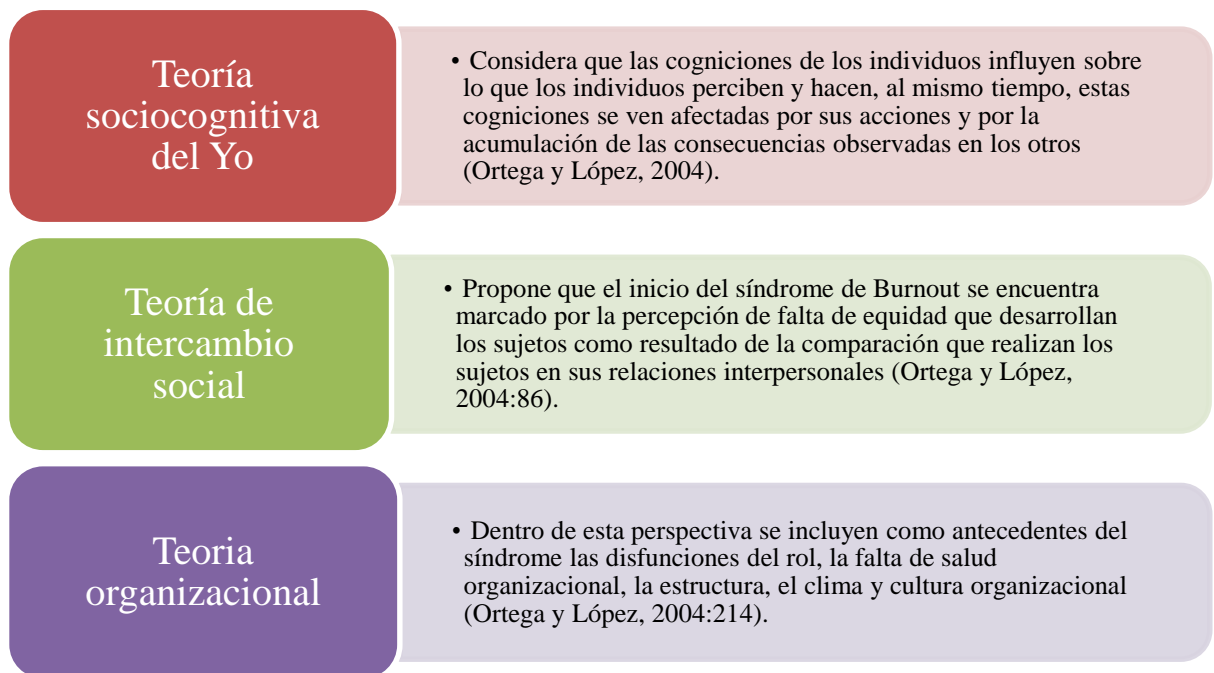 Teoría
sociocognitiva
del Yo
• Considera que las cogniciones de los individuos influyen sobre
lo que los individuos perciben y hacen, al mismo tiempo, estas
cogniciones se ven afectadas por sus acciones y por la
acumulación de las consecuencias observadas en los otros
(Ortega y López, 2004).
Teoría de
intercambio
social
• Propone que el inicio del síndrome de Burnout se encuentra
marcado por la percepción de falta de equidad que desarrollan
los sujetos como resultado de la comparación que realizan los
sujetos en sus relaciones interpersonales (Ortega y López,
2004:86).
Teoria
organizacional
• Dentro de esta perspectiva se incluyen como antecedentes del
síndrome las disfunciones del rol, la falta de salud
organizacional, la estructura, el clima y cultura organizacional
(Ortega y López, 2004:214).